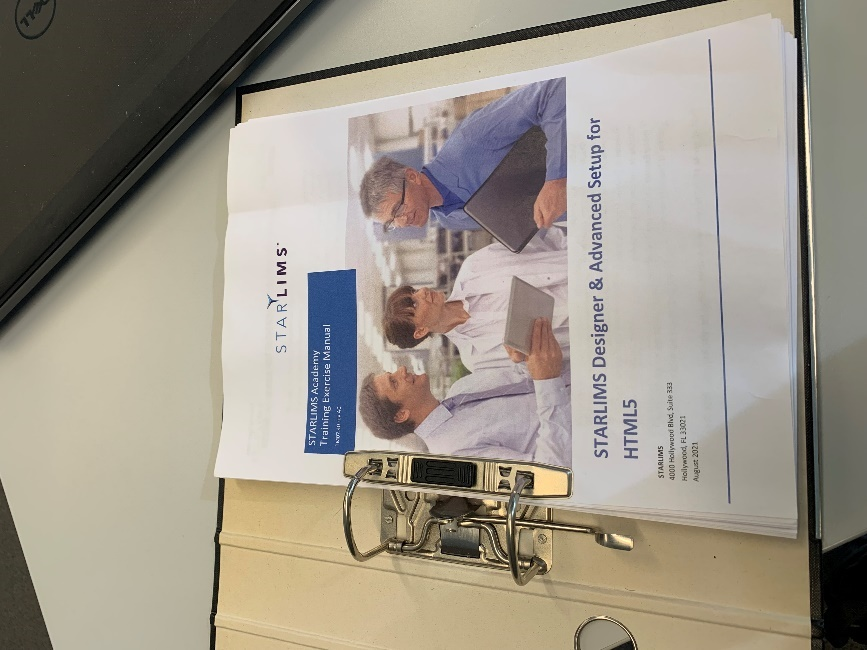 DELL
STARLIMS
STARLIMS Academy
Training Exercise Manual
STARLIMS Designer & Advanced Setup for
HTML5
STARLIMS
4000 Hollywood Blvd, Suite 333
Hollywood, FL 33021
August 2021